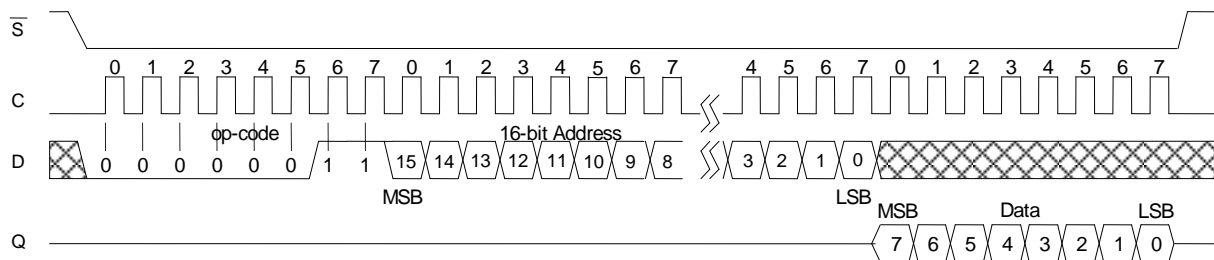 S
0 1 2 3 4 5 6 7 0 1 2 3 4 5 6 7 4 5 6 7 0 1 2 3 4 5 6 7
C
op-code 16-bit Address
D 0 0 0 0 0 0 1 1 15 14 13 12 11 10 9 8 3 2 1 0
MSB LSB MSB Data LSB
Q 7 6 5 4 3 2 1 0